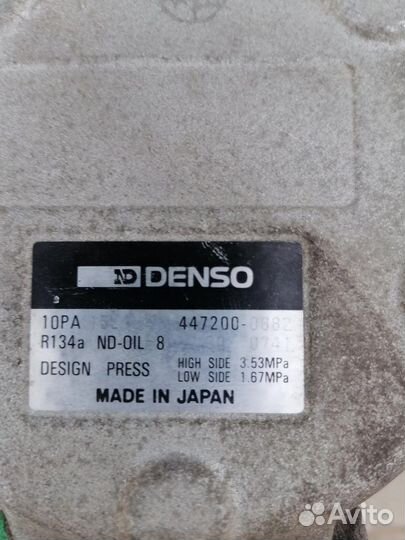 ND DENSO
10PA 447200-
R134a ND-OIL 8
DESIGN PRESS HIGH SIDE 3.53MPa
LOW SIDE 1.67MPa
MADE IN JAPAN
Avito